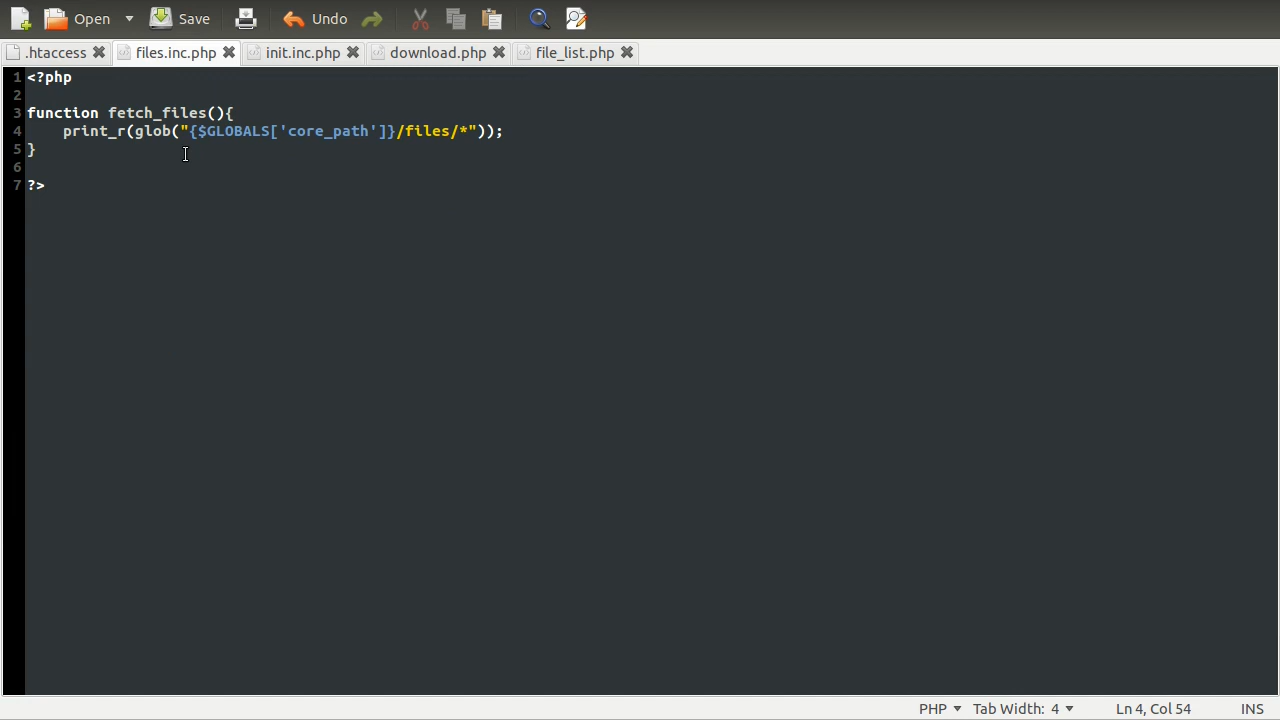 Open Save Undo
.htaccess files.inc.php init.inc.php download.php file_list.php
1 <?php
2
3 function fetch_files(){
4     print_r(glob("{$GLOBALS['core_path']}/files/*"));
5 }
6
7 ?>
PHP Tab Width: 4 Ln 4, Col 54 INS